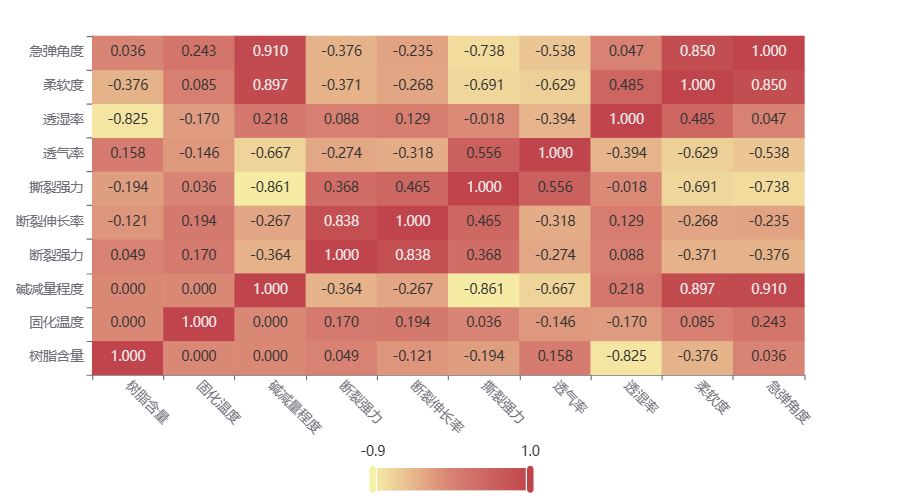 急弹角度 0.036 0.243 0.910 -0.376 -0.235 -0.738 -0.538 0.047 0.850 1.000
柔软度 -0.376 0.085 0.897 -0.371 -0.268 -0.691 -0.629 0.485 1.000 0.850
透湿率 -0.825 -0.170 0.218 0.088 0.129 -0.018 -0.394 1.000 0.485 0.047
透气率 0.158 -0.146 -0.667 -0.274 -0.318 0.556 1.000 -0.394 -0.629 -0.538
撕裂强力 -0.194 0.036 -0.861 0.368 0.465 1.000 0.556 -0.018 -0.691 -0.738
断裂伸长率 -0.121 0.194 -0.267 0.838 1.000 0.465 -0.318 0.129 -0.268 -0.235
断裂强力 0.049 0.170 -0.364 1.000 0.838 0.368 -0.274 0.088 -0.371 -0.376
碱减量程度 0.000 0.000 1.000 -0.364 -0.267 -0.861 -0.667 0.218 0.897 0.910
固化温度 0.000 1.000 0.000 0.170 0.194 0.036 -0.146 -0.170 0.085 0.243
树脂含量 1.000 0.000 0.000 0.049 -0.121 -0.194 0.158 -0.825 -0.376 0.036
树脂含量 固化温度 碱减量程度 断裂强力 断裂伸长率 撕裂强力 透气率 透湿率 柔软度 急弹角度
-0.9 1.0